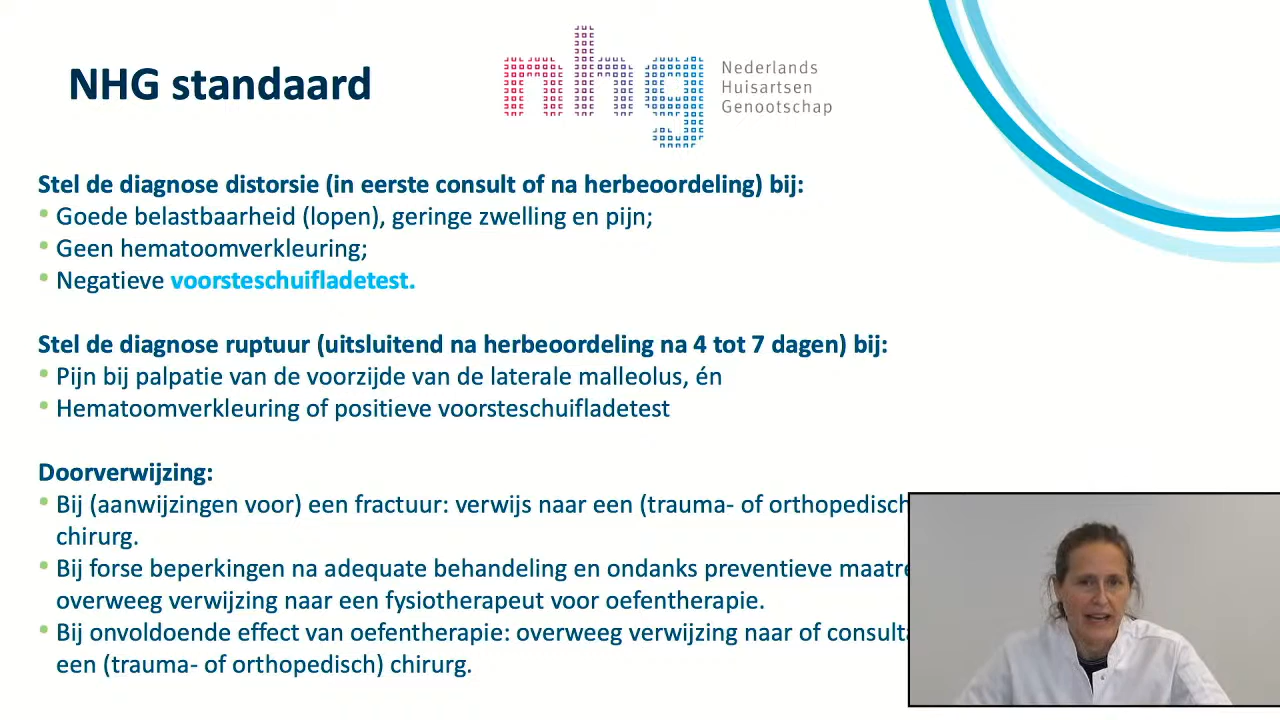 NHG standaard
nhg
Nederlands
Huisartsen
Genootschap
Stel de diagnose distorsie (in eerste consult of na herbeoordeling) bij:
• Goede belastbaarheid (lopen), geringe zwelling en pijn;
• Geen hematoomverkleuring;
• Negatieve voorsteschuifladetest.
Stel de diagnose ruptuur (uitsluitend na herbeoordeling na 4 tot 7 dagen) bij:
• Pijn bij palpatie van de voorzijde van de laterale malleolus, én
• Hematoomverkleuring of positieve voorsteschuifladetest
Doorverwijzing:
• Bij (aanwijzingen voor) een fractuur: verwijs naar een (trauma- of orthopedisch
chirurg.
• Bij forse beperkingen na adequate behandeling en ondanks preventieve
overweeg verwijzing naar een fysiotherapeut voor oefentherapie.
• Bij onvoldoende effect van oefentherapie: overweeg verwijzing naar of
een (trauma- of orthopedisch) chirurg.